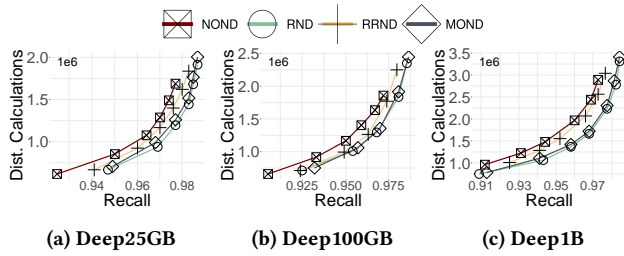 NOND RND RRND MOND
Dist. Calculations
2.0
1.5
1.0
1e6
0.94 0.96 0.98
Recall
(a) Deep25GB
Dist. Calculations
2.5
2.0
1.5
1.0
1e6
0.925 0.950 0.975
Recall
(b) Deep100GB
Dist. Calculations
3.5
3.0
2.5
2.0
1.5
1.0
1e6
0.91 0.93 0.95 0.97
Recall
(c) Deep1B